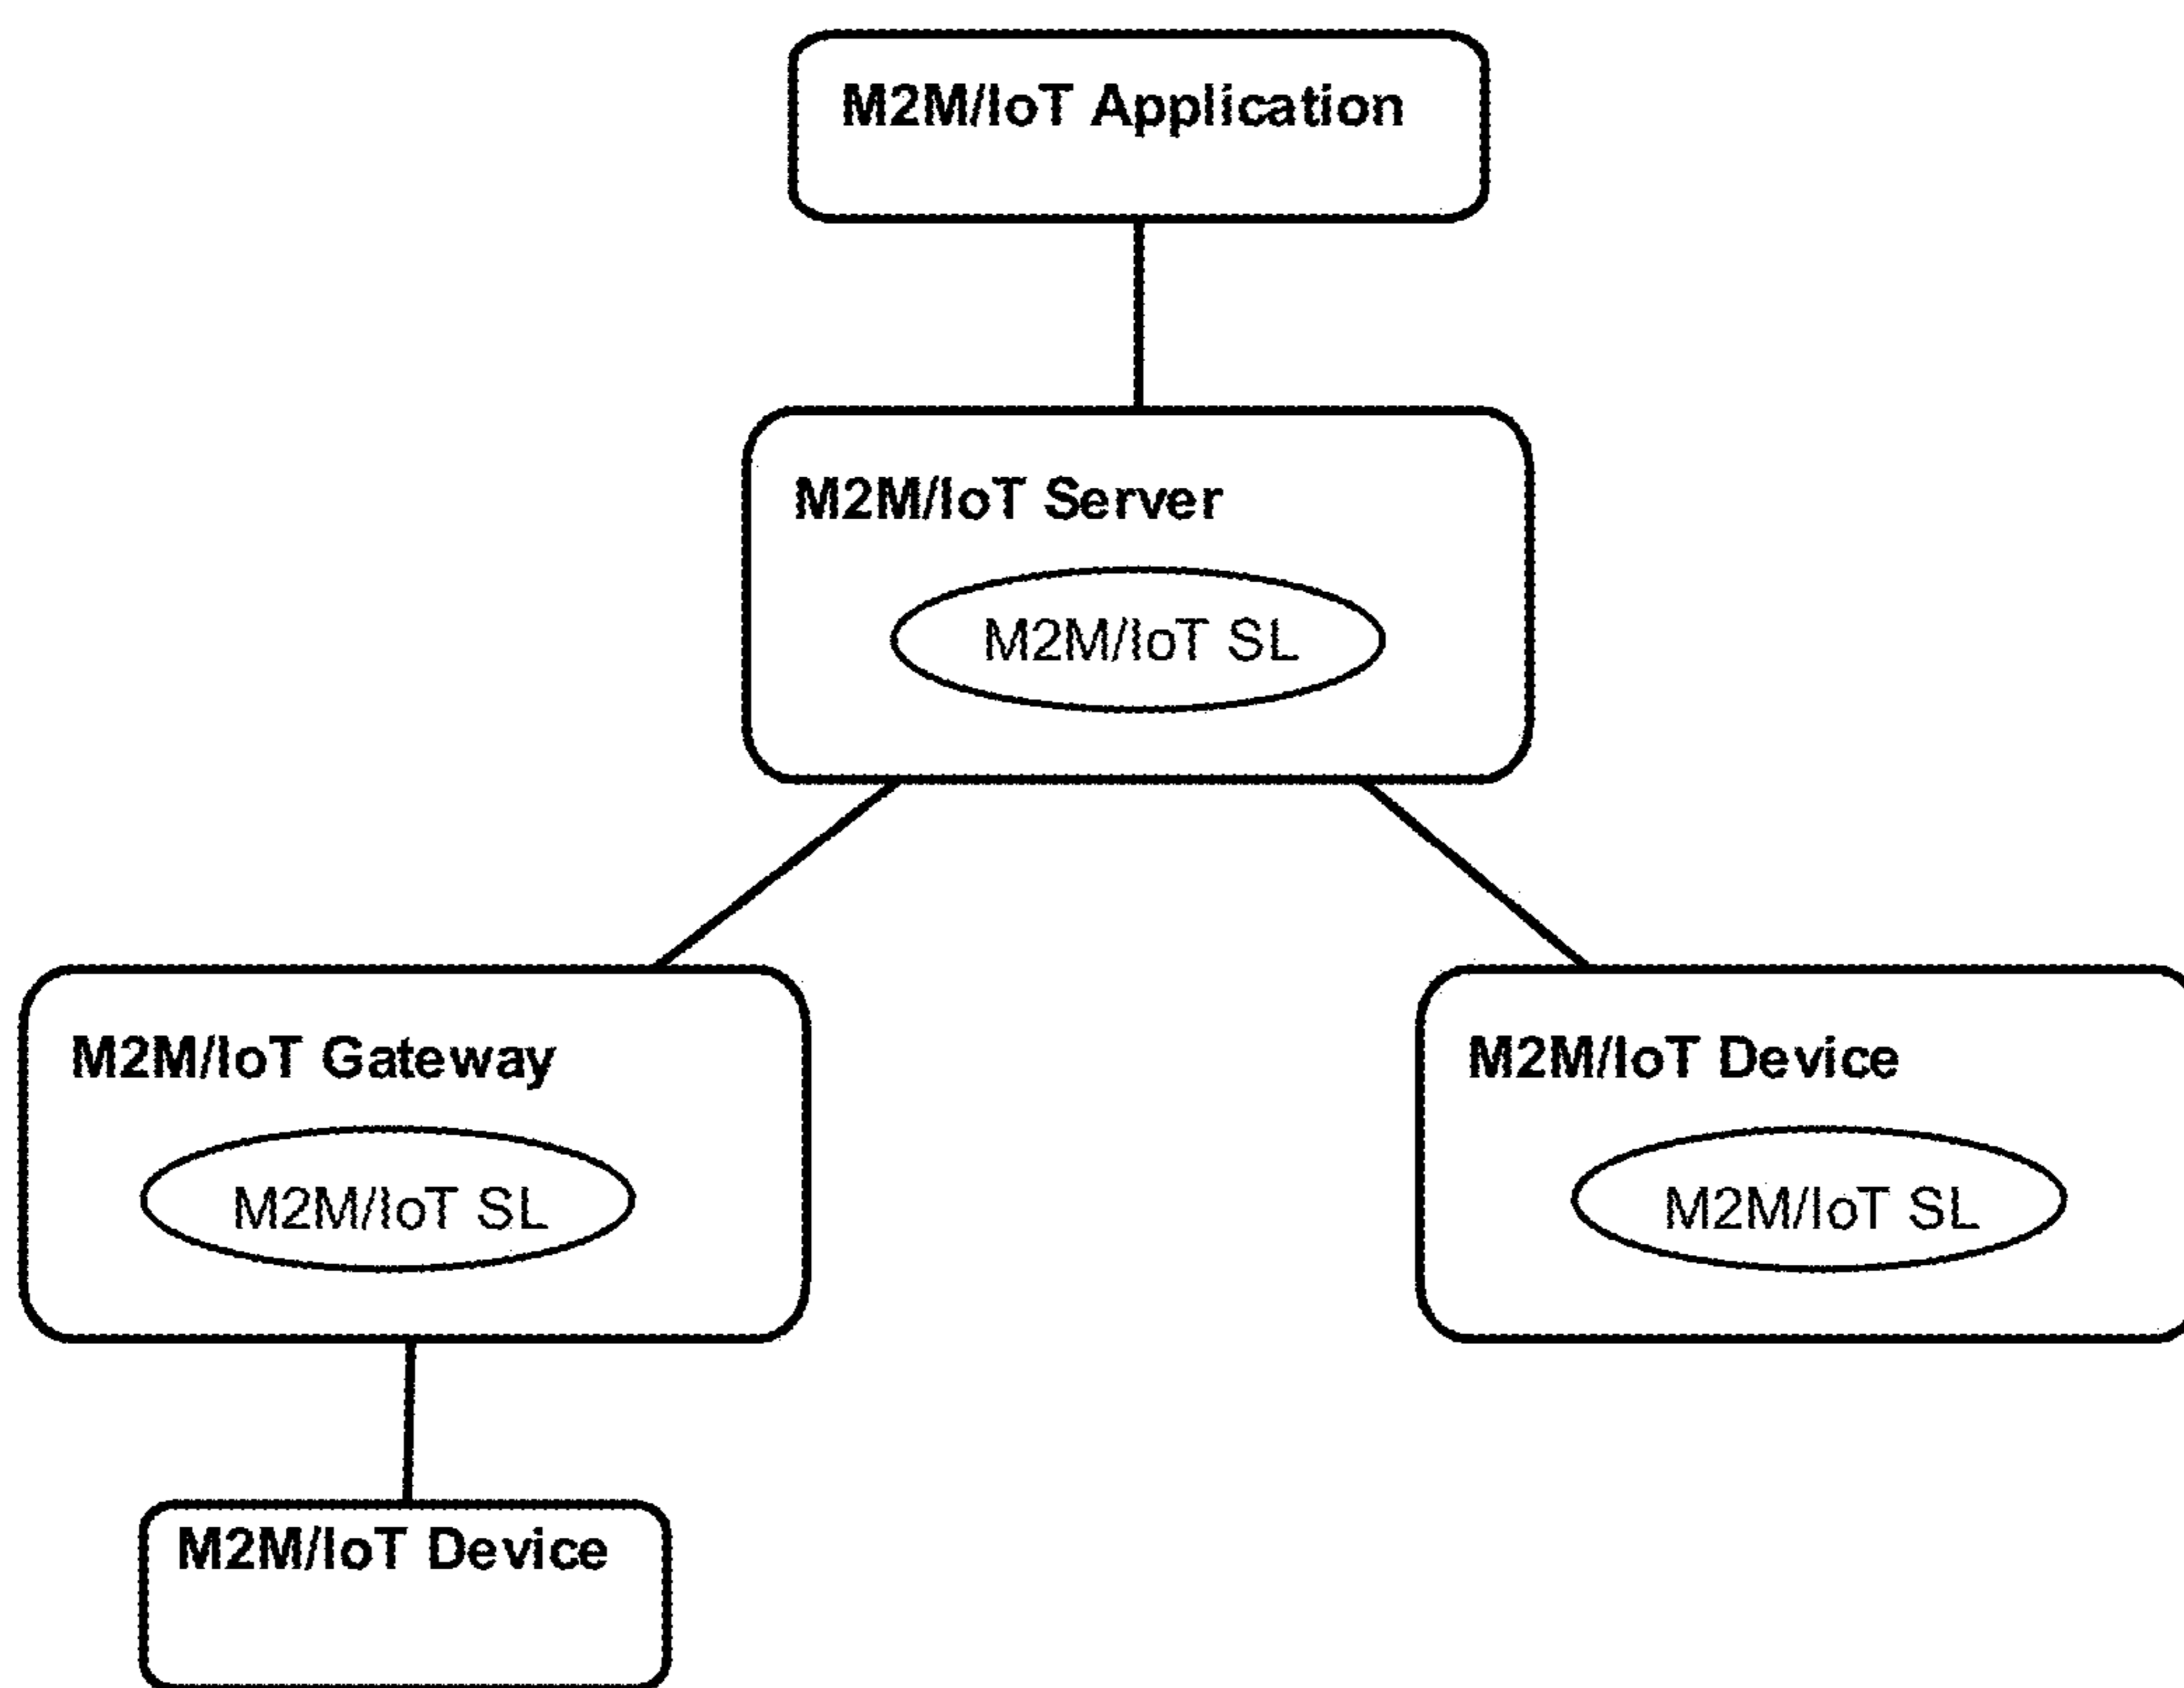 M2M/IoT Application
M2M/IoT Server
M2M/IoT SL
M2M/IoT Gateway
M2M/IoT SL
M2M/IoT Device
M2M/IoT SL
M2M/IoT Device